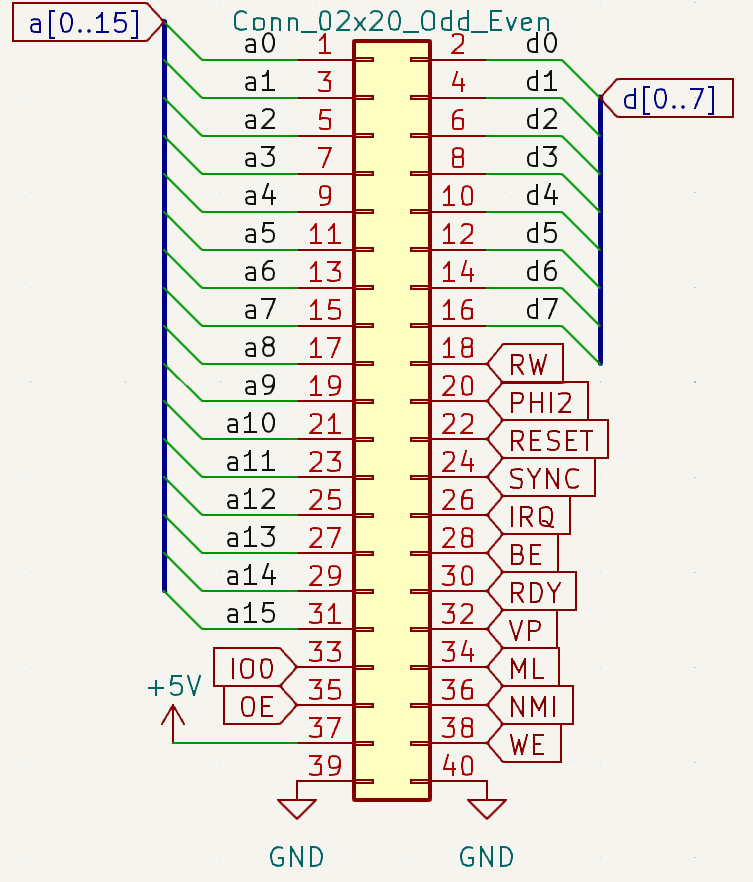 a[0..15] Conn_02x20_Odd_Even
a0 1 2 d0
a1 3 4 d1
d[0..7]
a2 5 6 d2
a3 7 8 d3
a4 9 10 d4
a5 11 12 d5
a6 13 14 d6
a7 15 16 d7
a8 17 18 RW
a9 19 20 PHI2
a10 21 22 RESET
a11 23 24 SYNC
a12 25 26 IRQ
a13 27 28 BE
a14 29 30 RDY
a15 31 32 VP
IO0 33 34 ML
+5V OE 35 36 NMI
37 38 WE
39 40
GND GND